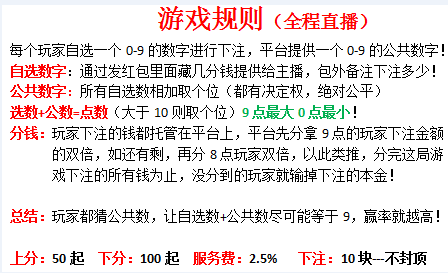 游戏规则（全程直播）
每个玩家自选一个 0-9 的数字进行下注，平台提供一个 0-9 的公共数字！
自选数字：通过发红包里面藏几分钱提供给主播，包外备注下注多少！
公共数字：所有自选数字相加取个位（都有决定权，绝对公平）
选数+公数=点数（大于 10 则取个位）9 点最大 0 点最小！
分钱：玩家下注的钱都托管在平台上，平台先分拿 9 点的玩家下注金额
的双倍，如还有剩，再分 8 点玩家双倍，以此类推，分完这局游
戏下注的所有钱为止，没分到的玩家就输掉下注的本金！
总结：玩家都猜公共数，让自选数+公共数尽可能等于 9，赢率就越高！
上分：50 起 下分：100 起 服务费：2.5% 下注：10 块---不封顶